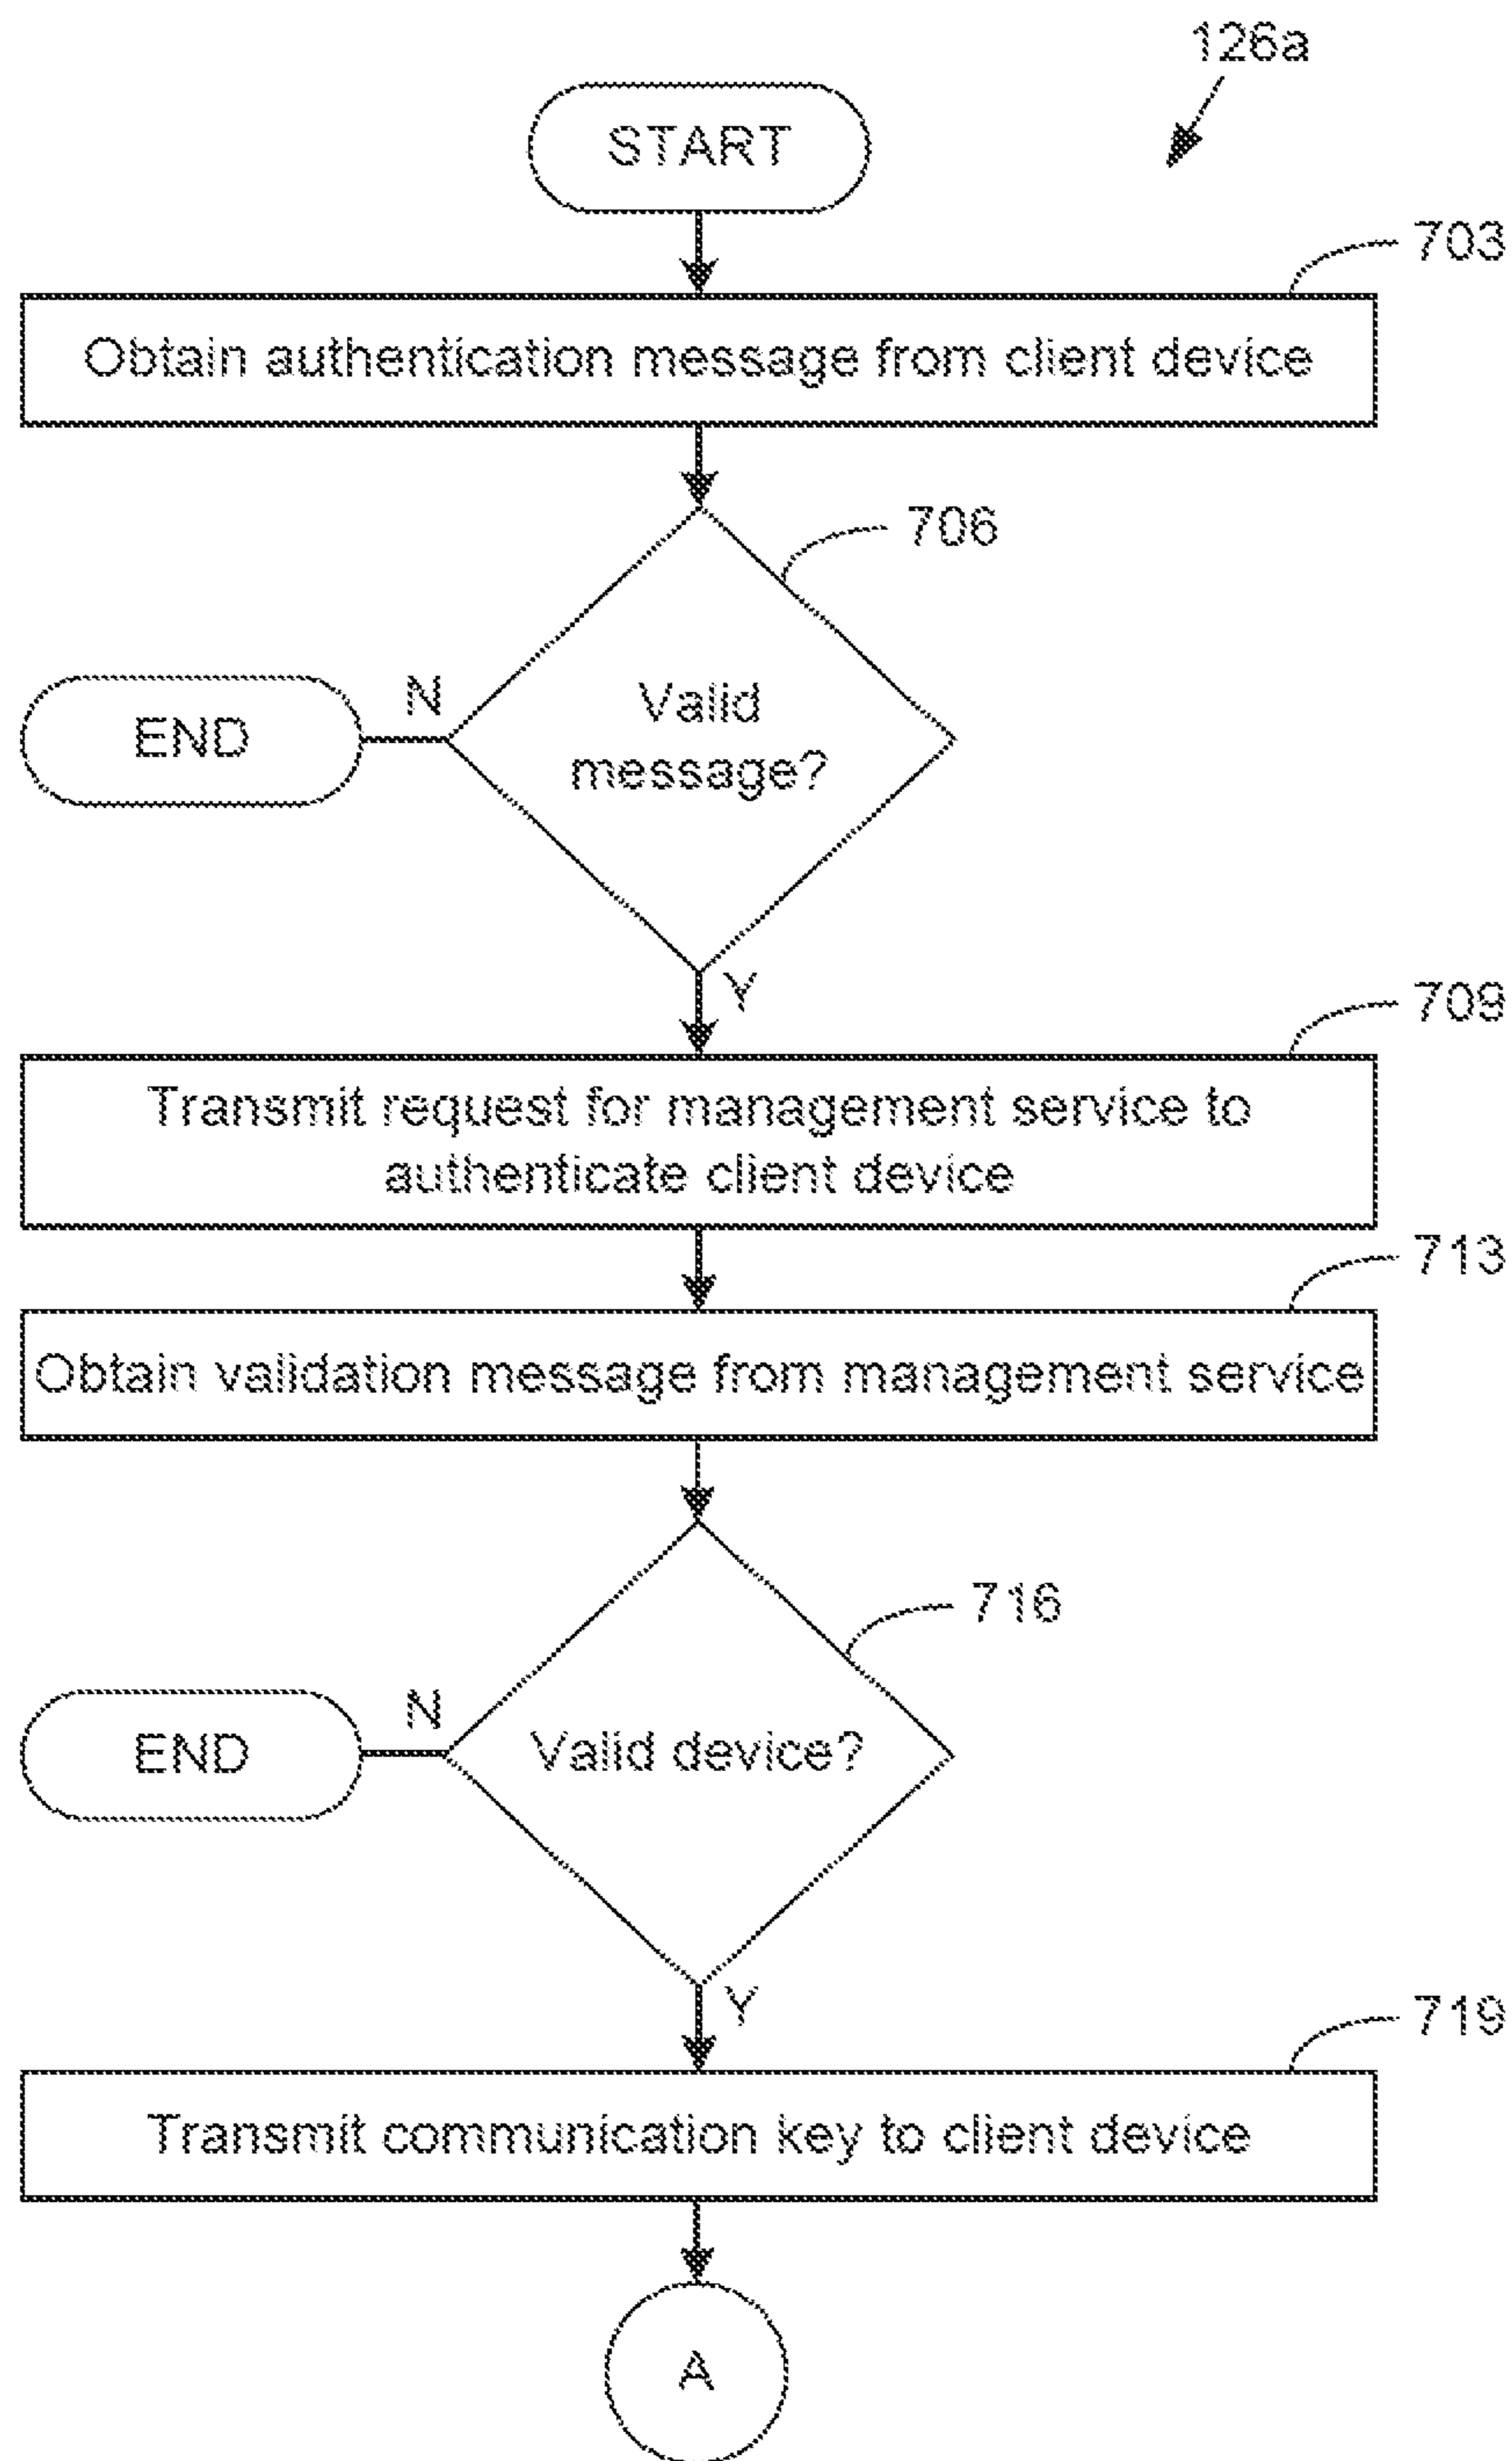 126a
START
703
Obtain authentication message from client device
706
N
END
Valid
message?
Y
709
Transmit request for management service to
authenticate client device
713
Obtain validation message from management service
716
N
END
Valid device?
Y
719
Transmit communication key to client device
A